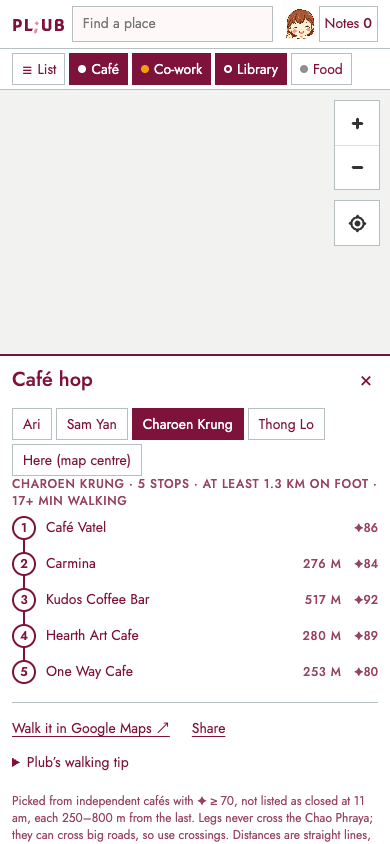 PL;UB Find a place Notes 0
≡ List Café Co-work Library Food
+
−
Café hop ×
Ari Sam Yan Charoen Krung Thong Lo
Here (map centre)
CHAROEN KRUNG · 5 STOPS · AT LEAST 1.3 KM ON FOOT ·
17+ MIN WALKING
1 Café Vatel ✦86
2 Carmina 276 M ✦84
3 Kudos Coffee Bar 517 M ✦92
4 Hearth Art Cafe 280 M ✦89
5 One Way Cafe 253 M ✦80
Walk it in Google Maps ↗ Share
▶ Plub's walking tip
Picked from independent cafés with ✦ ≥ 70, not listed as closed at 11
am, each 250–800 m from the last. Legs never cross the Chao Phraya;
they can cross big roads, so use crossings. Distances are straight lines,